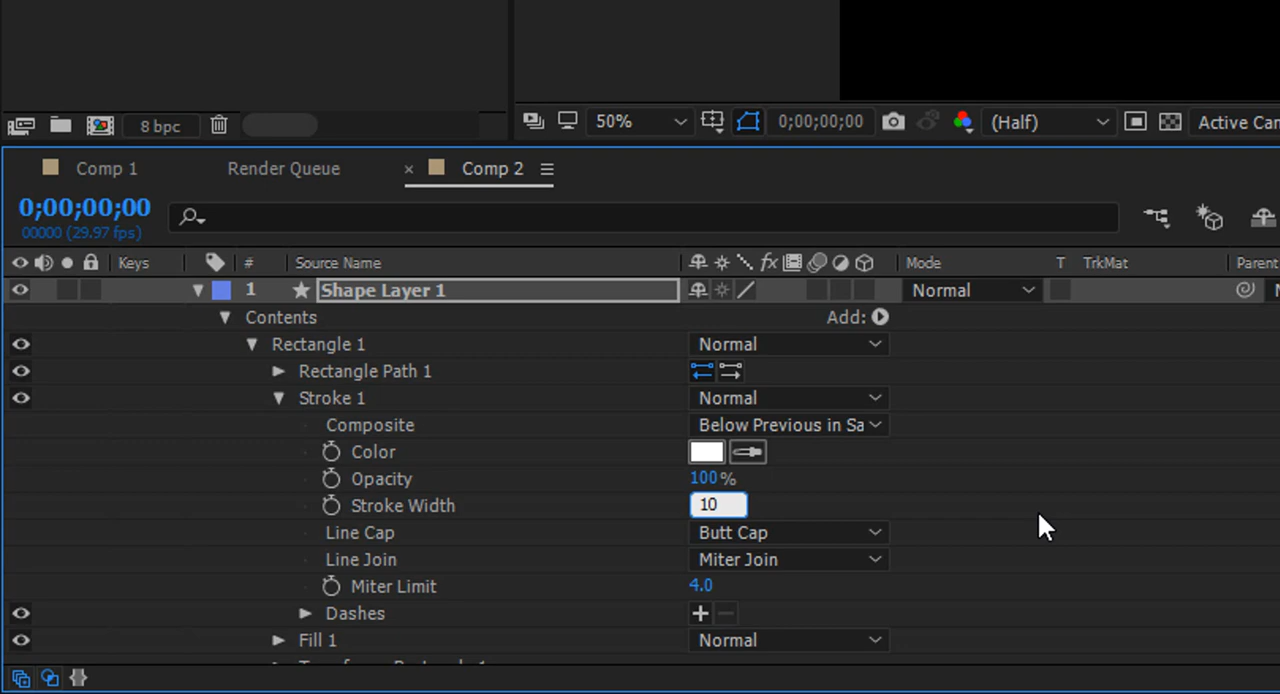 8 bpc
50%
0;00;00;00
(Half)
Active Cam
Comp 1
Render Queue
× Comp 2
0;00;00;00
00000 (29.97 fps)
Keys # Source Name fx Mode T TrkMat Parent
1 Shape Layer 1 Normal
Contents Add:
Rectangle 1 Normal
Rectangle Path 1
Stroke 1 Normal
Composite Below Previous in Sa
Color
Opacity 100%
Stroke Width 10
Line Cap Butt Cap
Line Join Miter Join
Miter Limit 4.0
Dashes
Fill 1 Normal